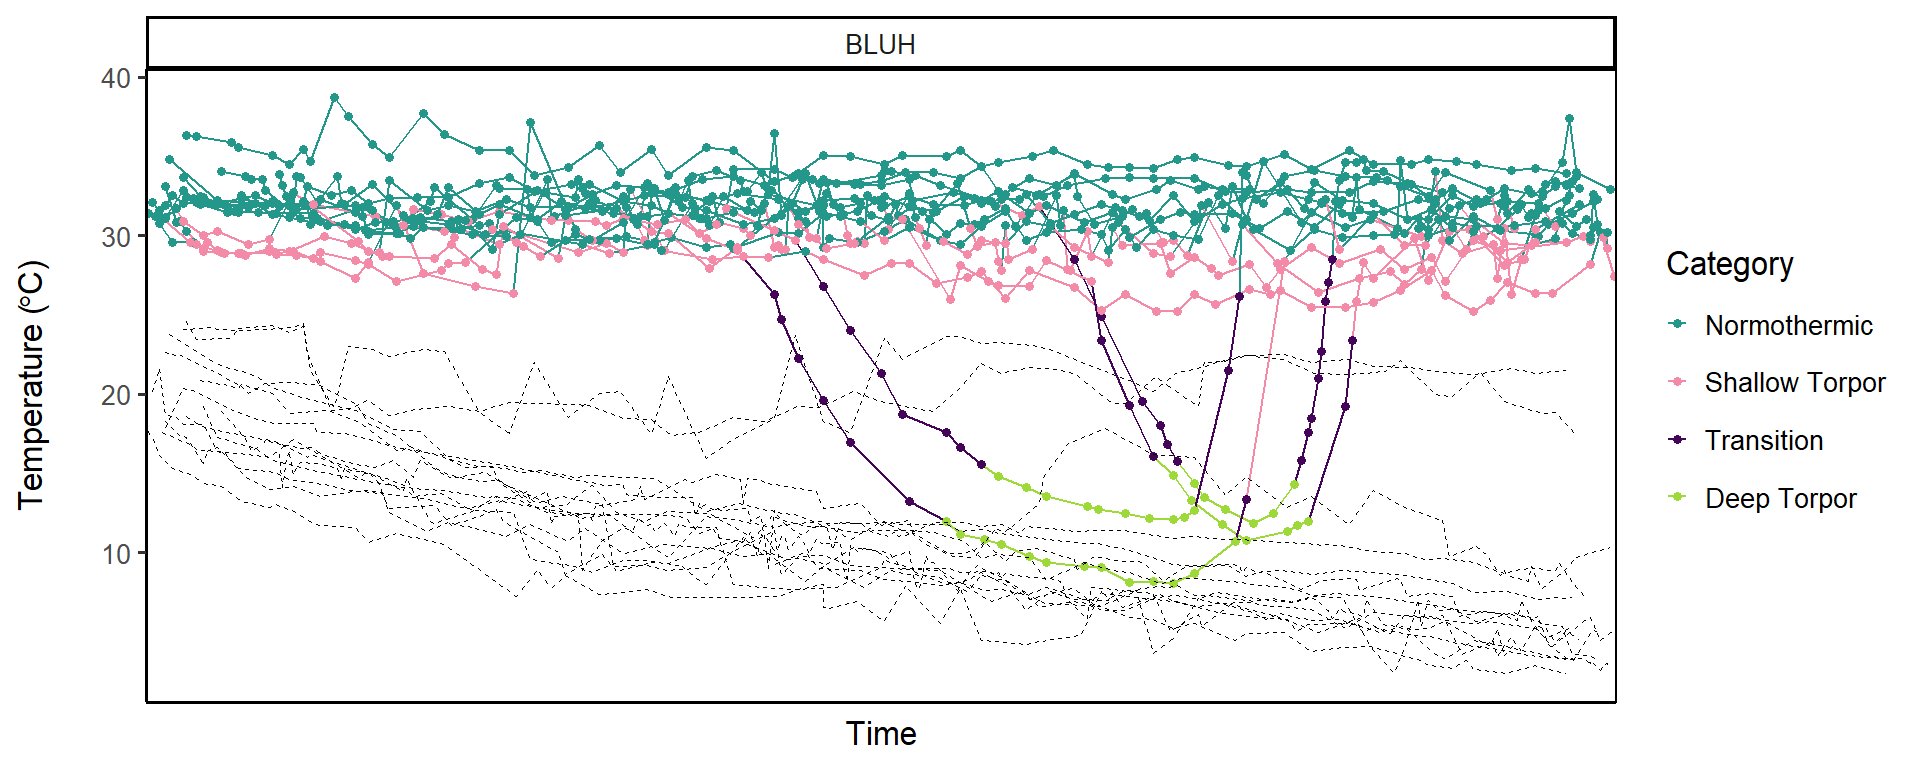 BLUH
40
30
20
10
Temperature (°C)
Time
Category
Normothermic
Shallow Torpor
Transition
Deep Torpor